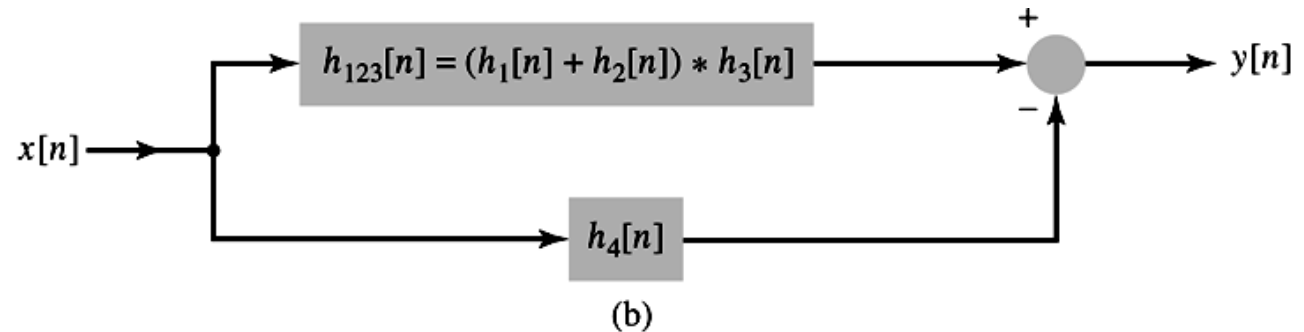 +
h₁₂₃[n] = (h₁[n] + h₂[n]) * h₃[n]
y[n]
−
x[n]
h₄[n]
(b)